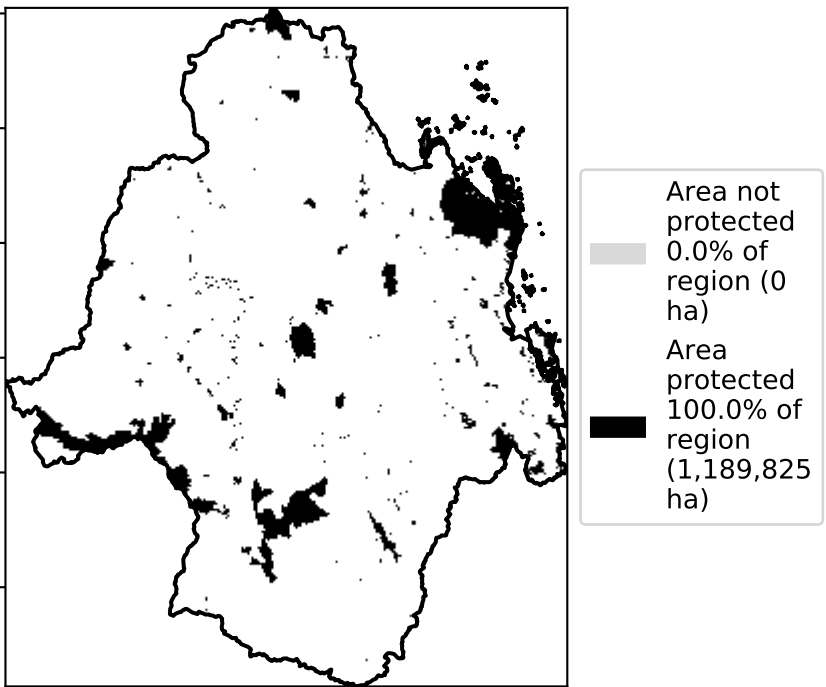 Area not
protected
0.0% of
region (0
ha)
Area
protected
100.0% of
region
(1,189,825
ha)